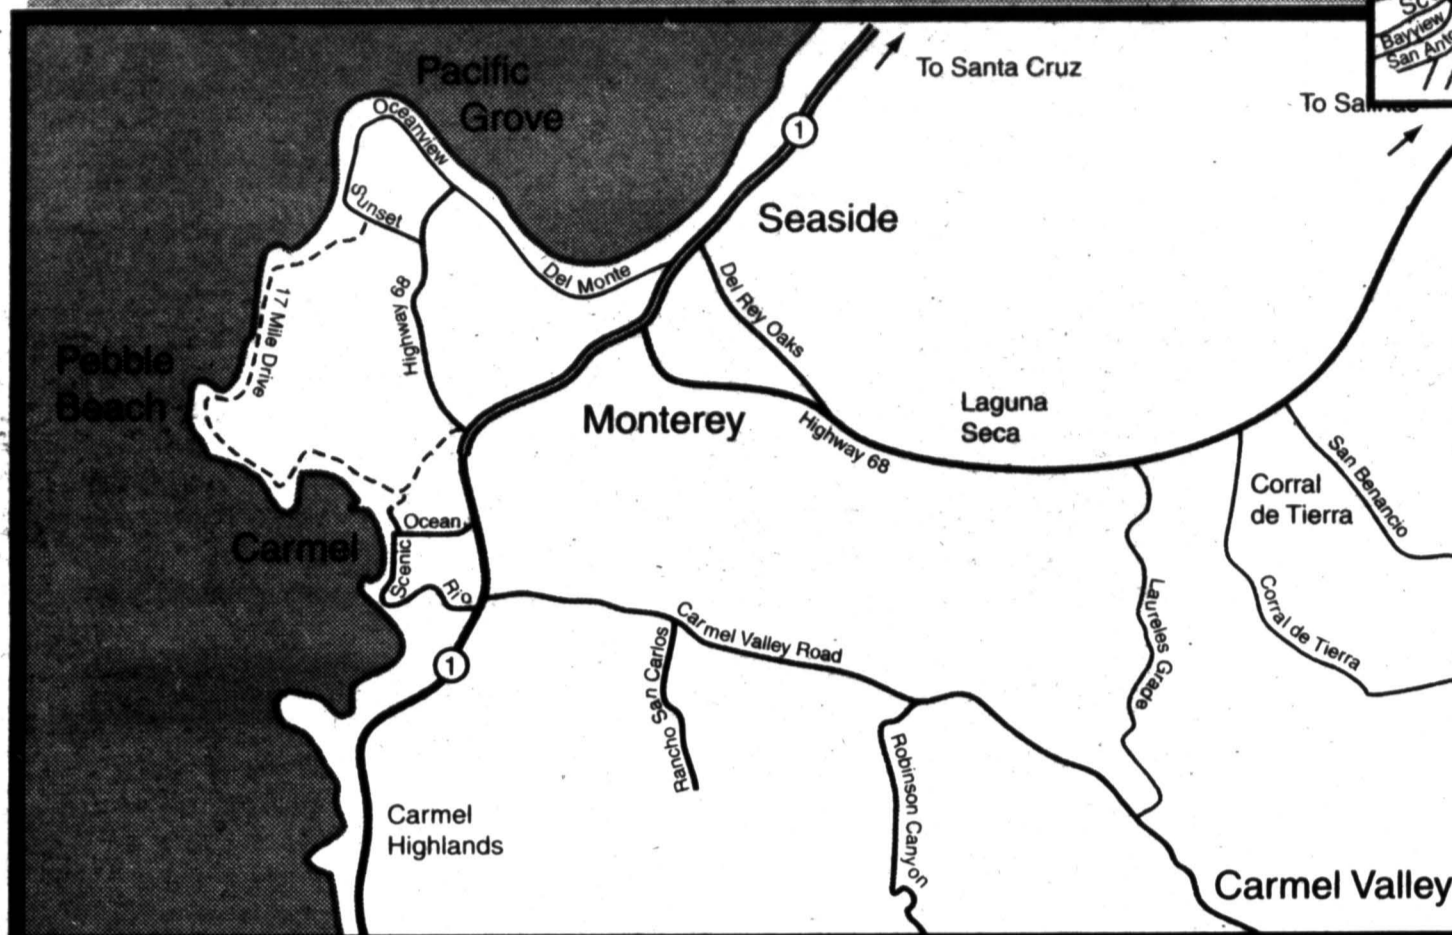 Bayview
To Santa Cruz
To Salinas
Pacific
Grove
Oceanview
1
Sunset
Seaside
Del Monte
Del Rey Oaks
Highway 68
17 Mile Drive
Pebble
Beach
Monterey
Highway 68
Laguna
Seca
San Benancio
Corral
de Tierra
Ocean
Carmel
Scenic
Rio
Laureles Grade
Corral de Tierra
Carmel Valley Road
Rancho San Carlos
1
Robinson Canyon
Carmel
Highlands
Carmel Valley